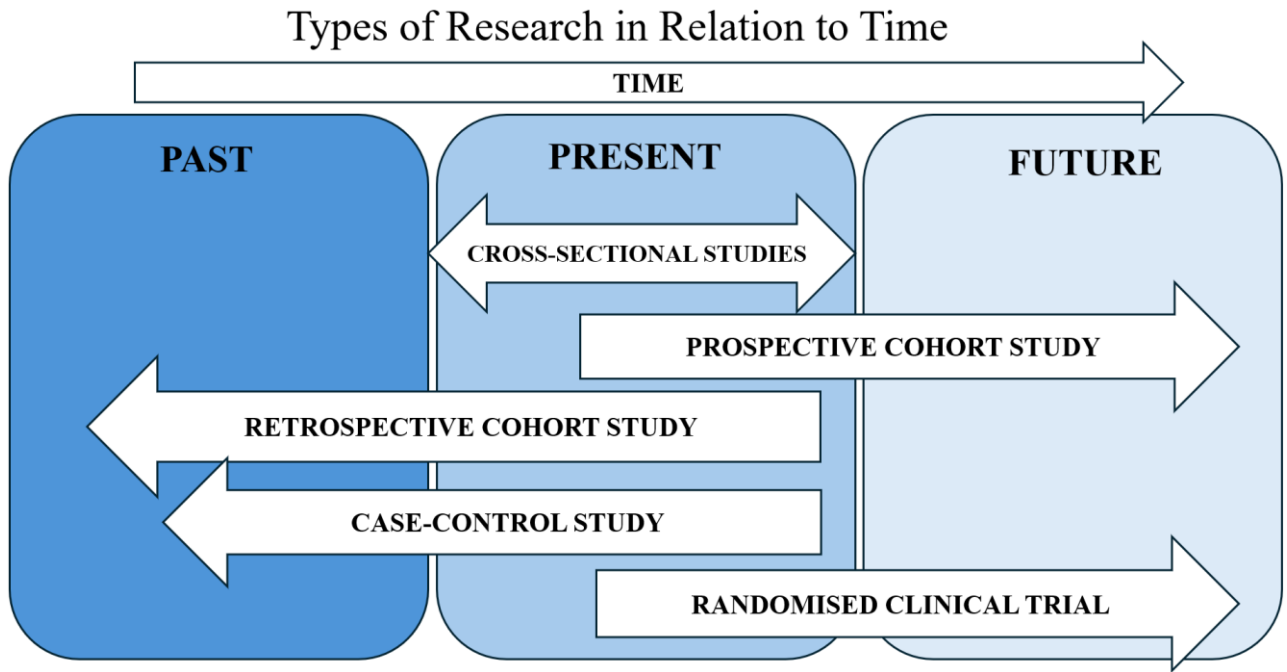 Types of Research in Relation to Time
TIME
PAST
PRESENT
FUTURE
CROSS-SECTIONAL STUDIES
PROSPECTIVE COHORT STUDY
RETROSPECTIVE COHORT STUDY
CASE-CONTROL STUDY
RANDOMISED CLINICAL TRIAL